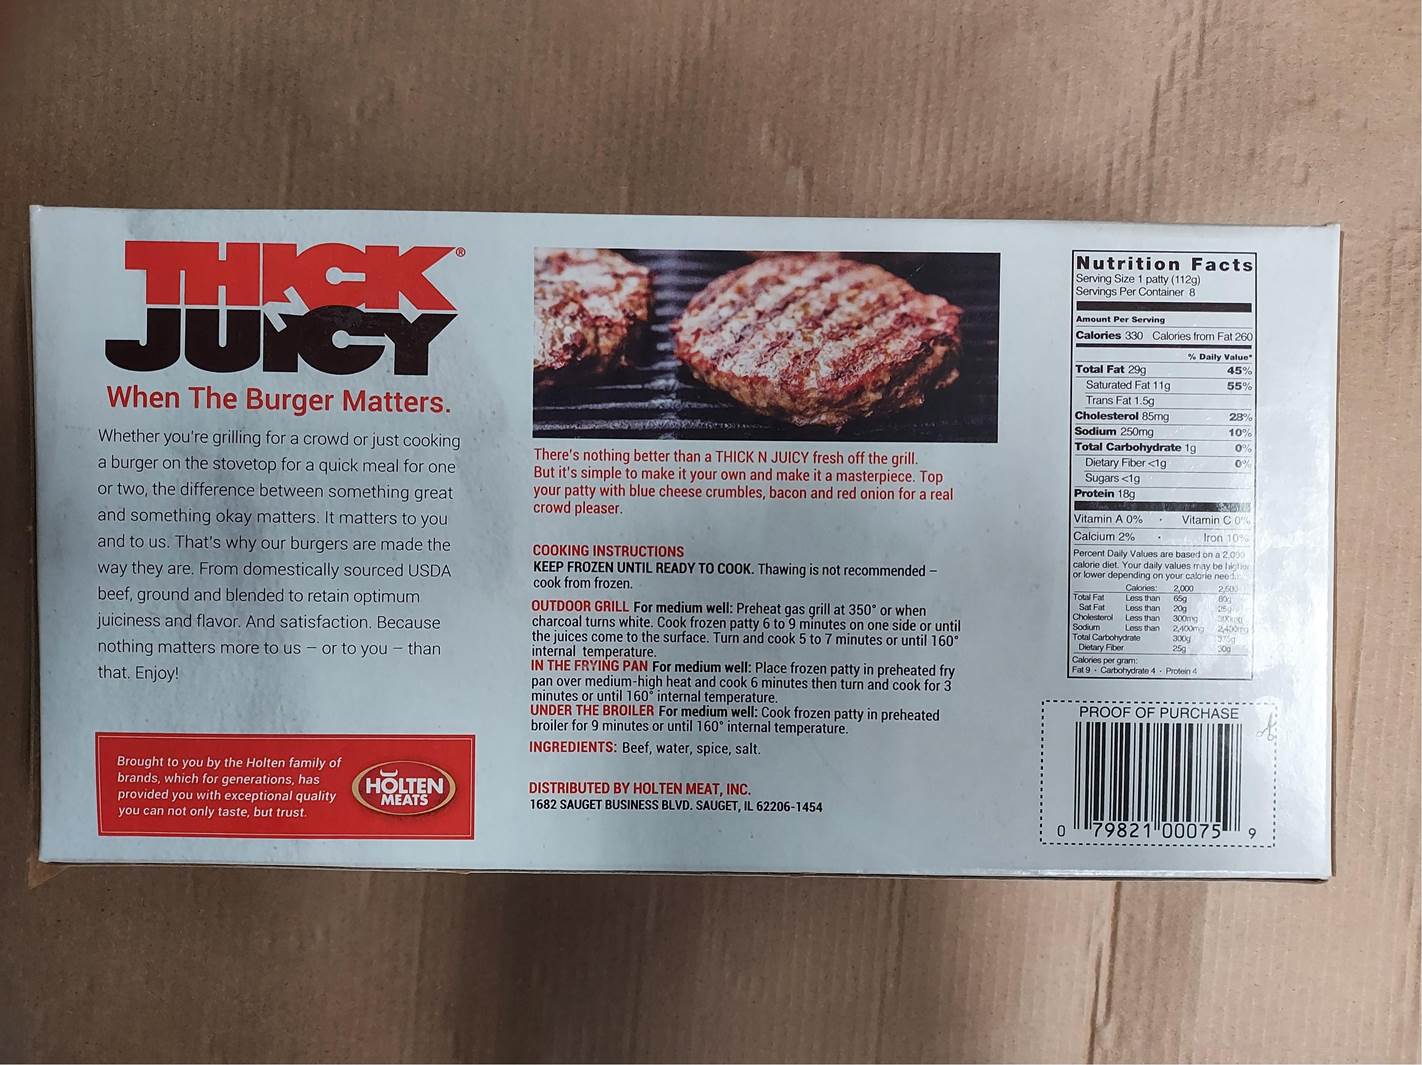 THICK®
N
JUICY
When The Burger Matters.
Whether you're grilling for a crowd or just cooking
a burger on the stovetop for a quick meal for one
or two, the difference between something great
and something okay matters. It matters to you
and to us. That's why our burgers are made the
way they are. From domestically sourced USDA
beef, ground and blended to retain optimum
juiciness and flavor. And satisfaction. Because
nothing matters more to us – or to you – than
that. Enjoy!
Brought to you by the Holten family of
brands, which for generations, has
provided you with exceptional quality
you can not only taste, but trust.
HOLTEN
MEATS
There's nothing better than a THICK N JUICY fresh off the grill.
But it's simple to make it your own and make it a masterpiece. Top
your patty with blue cheese crumbles, bacon and red onion for a real
crowd pleaser.
COOKING INSTRUCTIONS
KEEP FROZEN UNTIL READY TO COOK. Thawing is not recommended –
cook from frozen.
OUTDOOR GRILL For medium well: Preheat gas grill at 350° or when
charcoal turns white. Cook frozen patty 6 to 9 minutes on one side or until
the juices come to the surface. Turn and cook 5 to 7 minutes or until 160°
internal temperature.
IN THE FRYING PAN For medium well: Place frozen patty in preheated fry
pan over medium-high heat and cook 6 minutes then turn and cook for 3
minutes or until 160° internal temperature.
UNDER THE BROILER For medium well: Cook frozen patty in preheated
broiler for 9 minutes or until 160° internal temperature.
INGREDIENTS: Beef, water, spice, salt.
DISTRIBUTED BY HOLTEN MEAT, INC.
1682 SAUGET BUSINESS BLVD. SAUGET, IL 62206-1454
Nutrition Facts
Serving Size 1 patty (112g)
Servings Per Container 8
Amount Per Serving
Calories 330 Calories from Fat 260
% Daily Value*
Total Fat 29g 45%
Saturated Fat 11g 55%
Trans Fat 1.5g
Cholesterol 85mg 28%
Sodium 250mg 10%
Total Carbohydrate 1g 0%
Dietary Fiber <1g 0%
Sugars <1g
Protein 18g
Vitamin A 0% · Vitamin C 0%
Calcium 2% · Iron 10%
Percent Daily Values are based on a 2,000
calorie diet. Your daily values may be higher
or lower depending on your calorie needs:
Calories: 2,000 2,500
Total Fat Less than 65g 80g
Sat Fat Less than 20g 25g
Cholesterol Less than 300mg 300mg
Sodium Less than 2,400mg 2,400mg
Total Carbohydrate 300g 375g
Dietary Fiber 25g 30g
Calories per gram:
Fat 9 · Carbohydrate 4 · Protein 4
PROOF OF PURCHASE
0 79821 00075 9